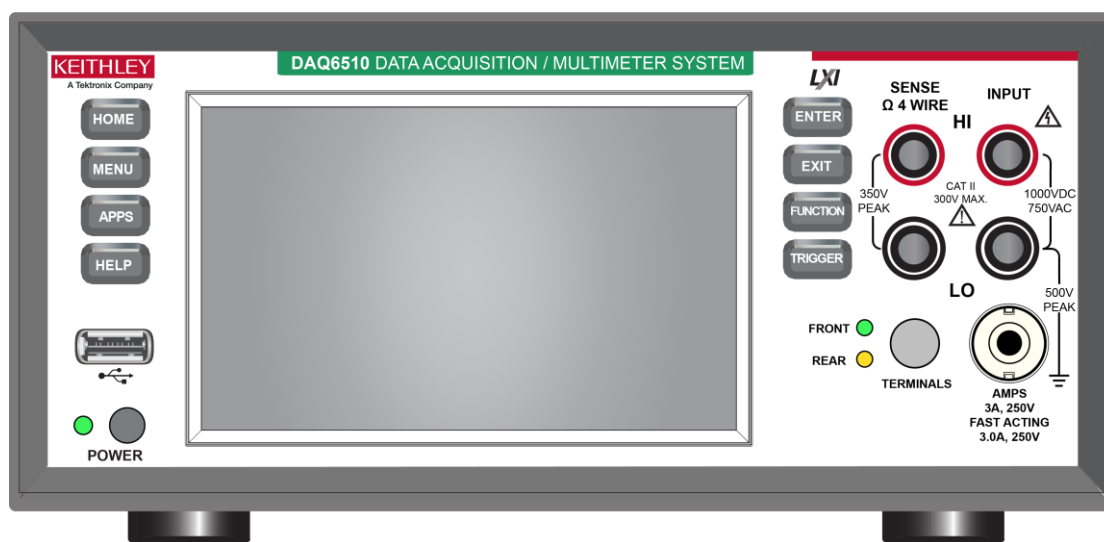 KEITHLEY
A Tektronix Company
DAQ6510 DATA ACQUISITION / MULTIMETER SYSTEM
LXI
HOME
MENU
APPS
HELP
POWER
ENTER
EXIT
FUNCTION
TRIGGER
SENSE
Ω 4 WIRE
INPUT
HI
350V
PEAK
CAT II
300V MAX.
1000VDC
750VAC
LO
500V
PEAK
FRONT
REAR
TERMINALS
AMPS
3A, 250V
FAST ACTING
3.0A, 250V